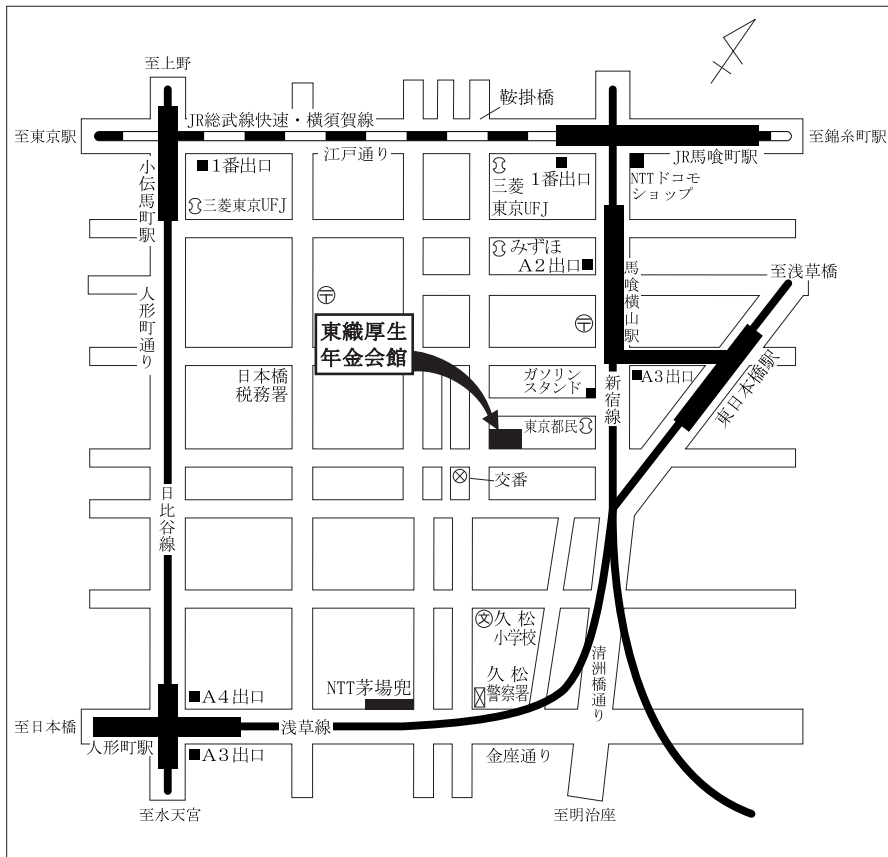 至上野
鞍掛橋
JR総武線快速・横須賀線
至東京駅
至錦糸町駅
江戸通り
JR馬喰町駅
小伝馬町駅
1番出口
三菱東京UFJ
三菱
東京UFJ
1番出口
NTTドコモ
ショップ
みずほ
A2出口
馬喰横山駅
至浅草橋
人形町通り
東織厚生
年金会館
日本橋
税務署
ガソリン
スタンド
新宿線
A3出口
東日本橋駅
東京都民
交番
日比谷線
久松
小学校
久松
警察署
清洲橋通り
NTT茅場兜
A4出口
至日本橋
人形町駅
浅草線
A3出口
金座通り
至水天宮
至明治座